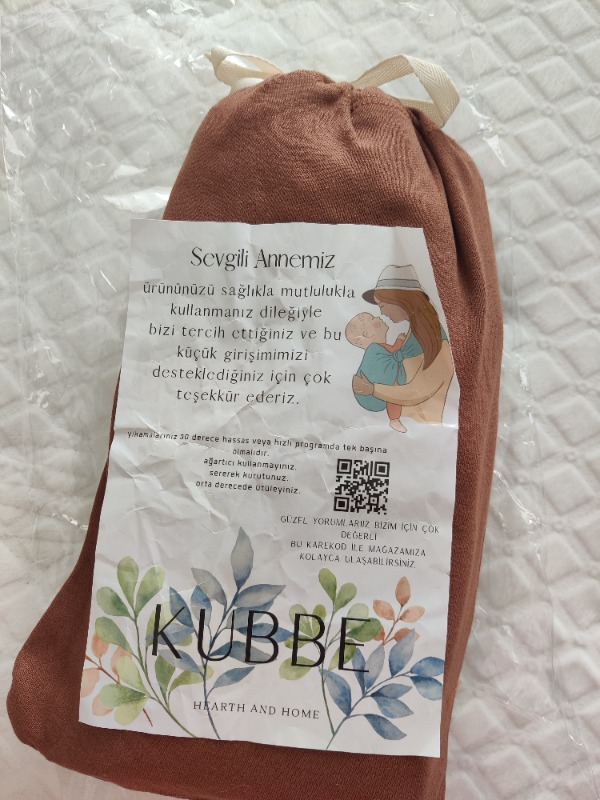 Sevgili Annemiz
ürününüzü sağlıkla mutlulukla
kullanmanız dileğiyle
bizi tercih ettiğiniz ve bu
küçük girişimimizi
desteklediğiniz için çok
teşekkür ederiz.
yıkamalarınız 30 derece hassas veya hızlı programda tek başına
olmalıdır.
ağartıcı kullanmayınız.
sererek kurutunuz.
orta derecede ütüleyiniz.
GÜZEL YORUMLARIIZ BİZİM İÇİN ÇOK
DEĞERLİ
BU KAREKOD İLE MAĞAZAMIZA
KOLAYCA ULAŞABİLİRSİNİZ
KUBBE
HEARTH AND HOME